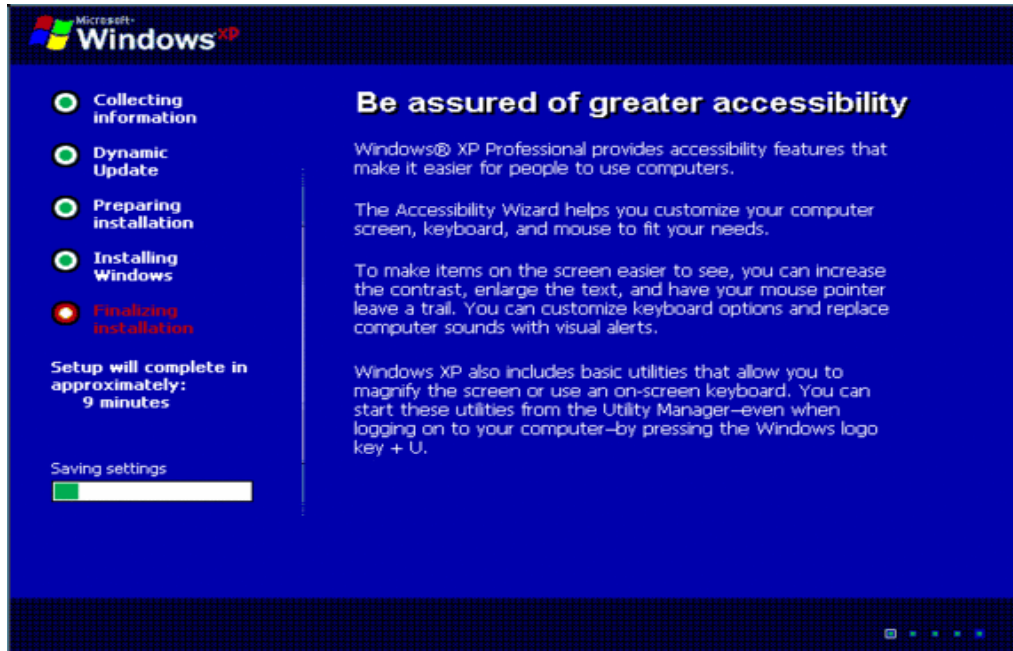 Microsoft
Windows XP
Collecting
information
Dynamic
Update
Preparing
installation
Installing
Windows
Finalizing
installation
Setup will complete in
approximately:
9 minutes
Saving settings
Be assured of greater accessibility
Windows® XP Professional provides accessibility features that
make it easier for people to use computers.
The Accessibility Wizard helps you customize your computer
screen, keyboard, and mouse to fit your needs.
To make items on the screen easier to see, you can increase
the contrast, enlarge the text, and have your mouse pointer
leave a trail. You can customize keyboard options and replace
computer sounds with visual alerts.
Windows XP also includes basic utilities that allow you to
magnify the screen or use an on-screen keyboard. You can
start these utilities from the Utility Manager–even when
logging on to your computer–by pressing the Windows logo
key + U.